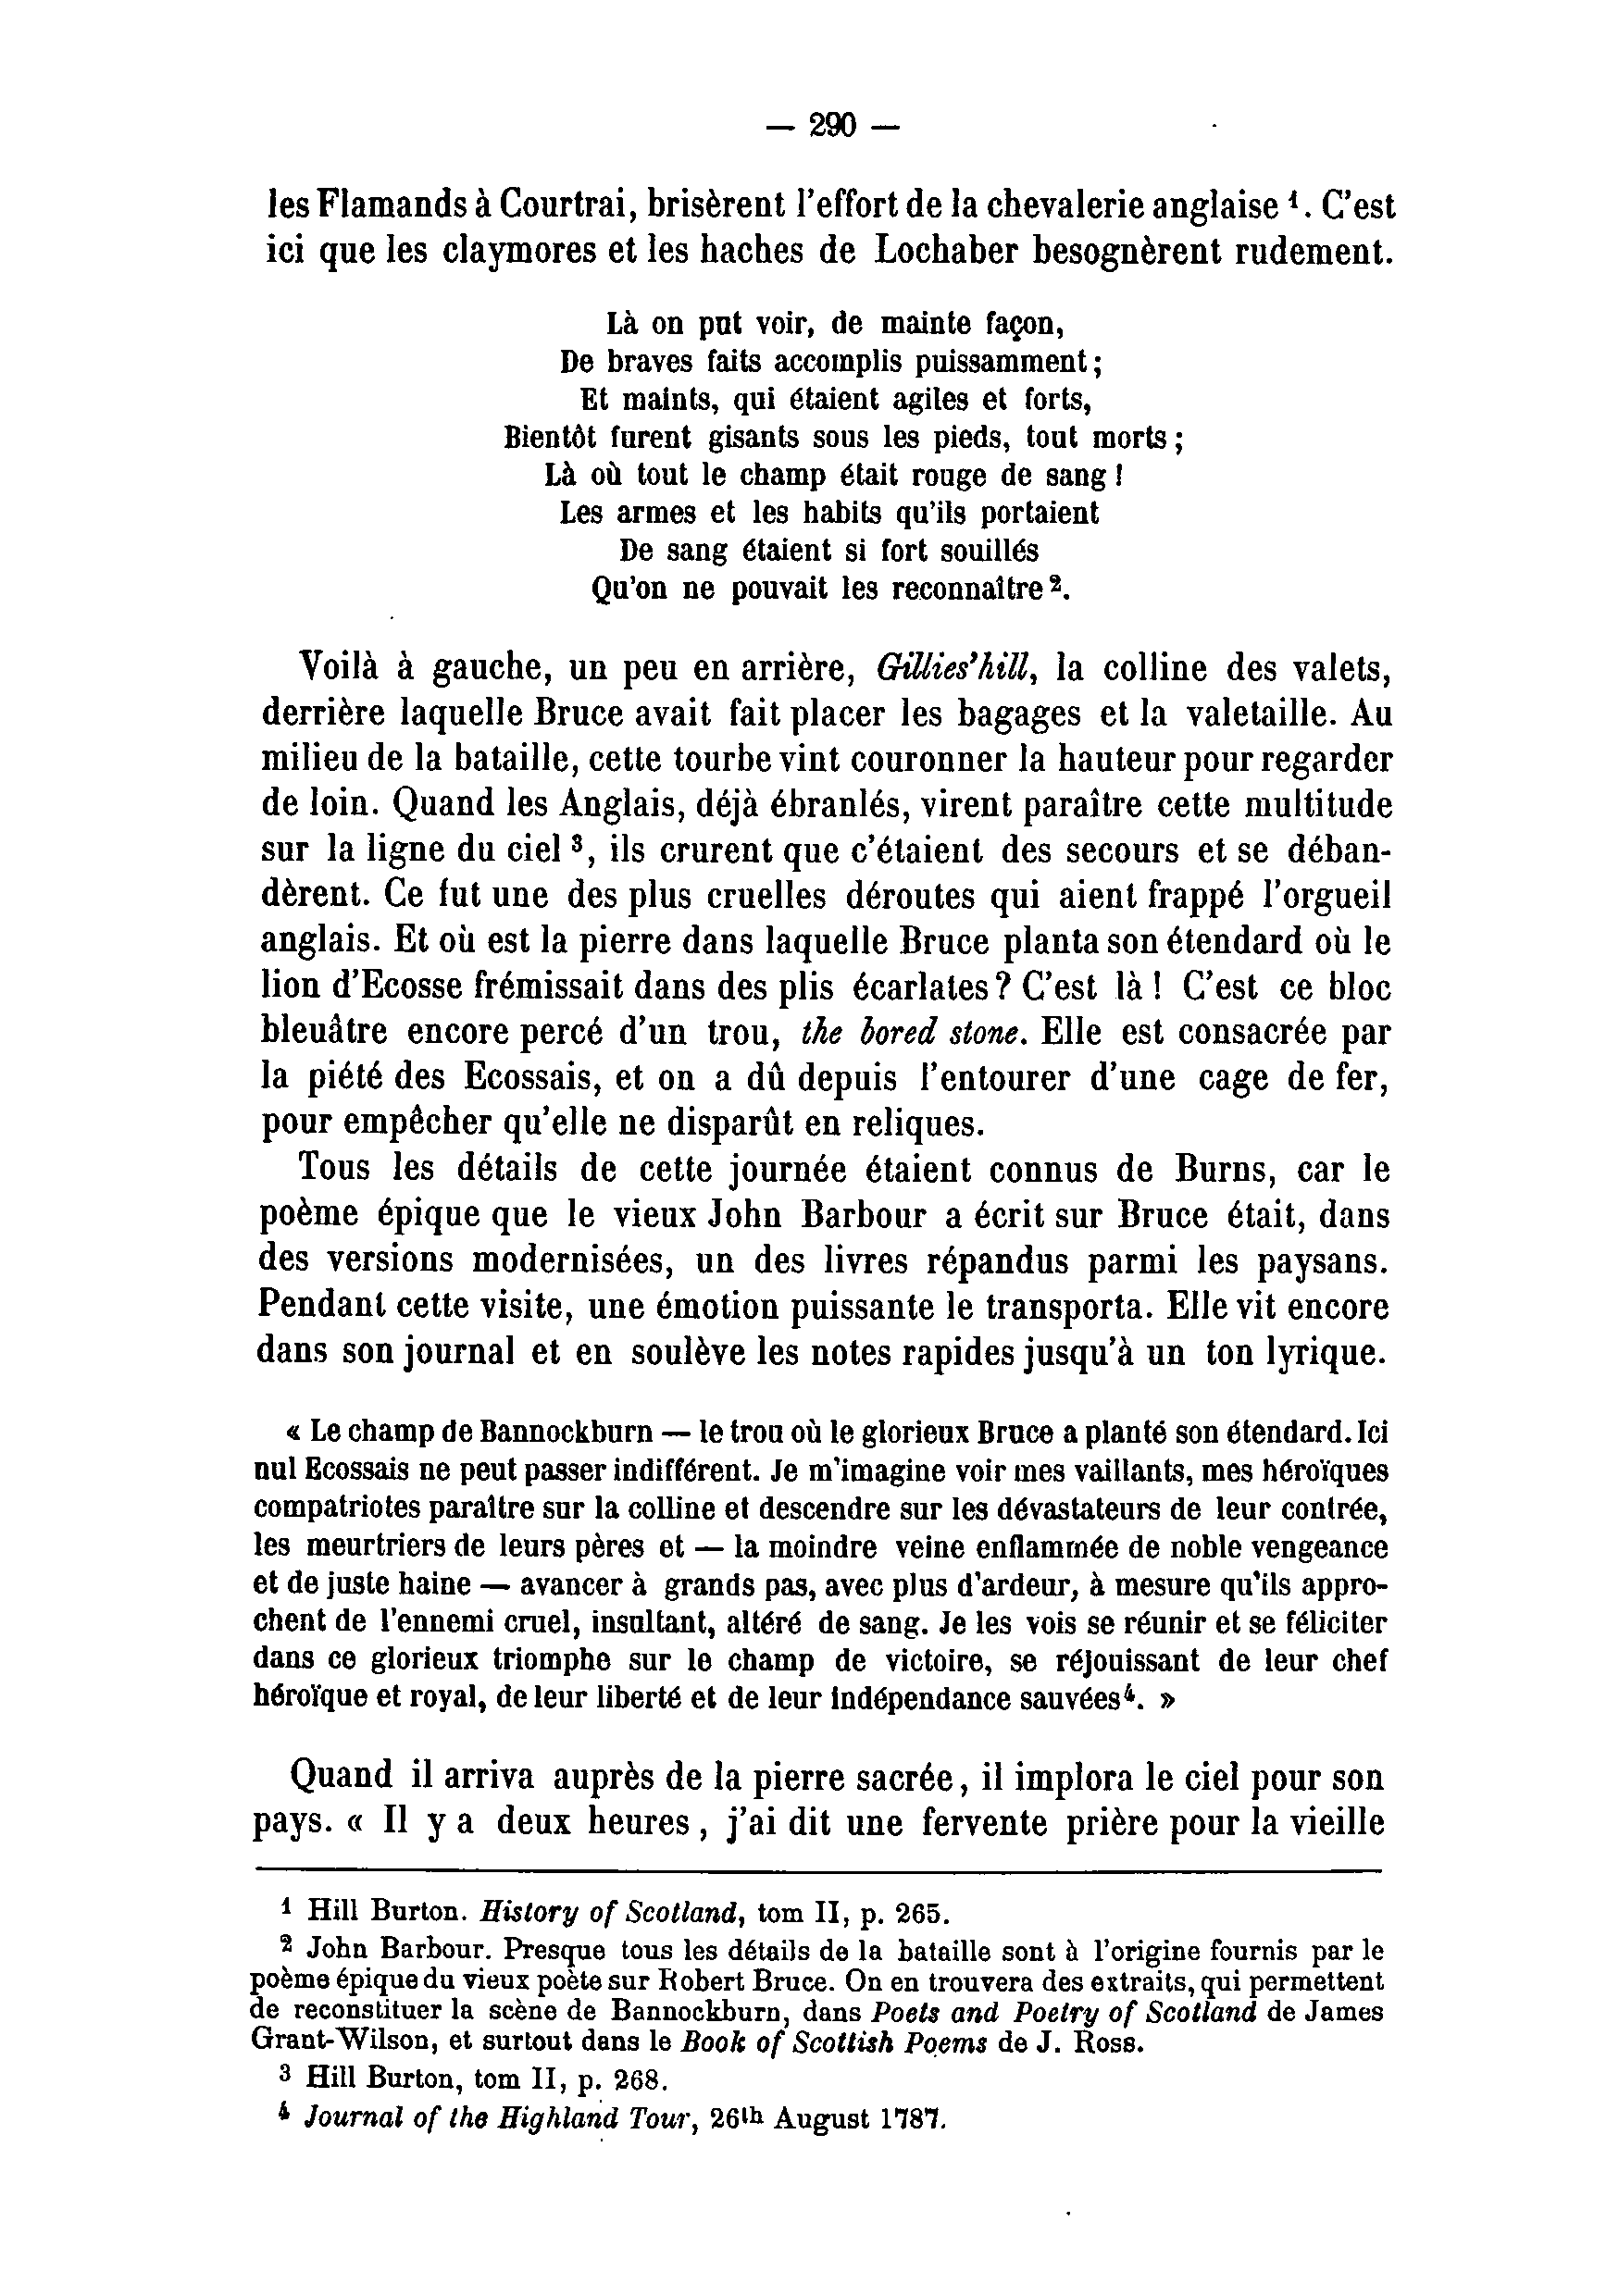 — 290 —
les Flamands à Courtrai, brisèrent l'effort de la chevalerie anglaise ¹. C'est
ici que les claymores et les haches de Lochaber besognèrent rudement.
Là on put voir, de mainte façon,
De braves faits accomplis puissamment ;
Et maints, qui étaient agiles et forts,
Bientôt furent gisants sous les pieds, tout morts ;
Là où tout le champ était rouge de sang !
Les armes et les habits qu'ils portaient
De sang étaient si fort souillés
Qu'on ne pouvait les reconnaître ².
Voilà à gauche, un peu en arrière, Gillies'hill, la colline des valets,
derrière laquelle Bruce avait fait placer les bagages et la valetaille. Au
milieu de la bataille, cette tourbe vint couronner la hauteur pour regarder
de loin. Quand les Anglais, déjà ébranlés, virent paraître cette multitude
sur la ligne du ciel ³, ils crurent que c'étaient des secours et se déban-
dèrent. Ce fut une des plus cruelles déroutes qui aient frappé l'orgueil
anglais. Et où est la pierre dans laquelle Bruce planta son étendard où le
lion d'Ecosse frémissait dans des plis écarlates ? C'est là ! C'est ce bloc
bleuâtre encore percé d'un trou, the bored stone. Elle est consacrée par
la piété des Ecossais, et on a dû depuis l'entourer d'une cage de fer,
pour empêcher qu'elle ne disparût en reliques.
Tous les détails de cette journée étaient connus de Burns, car le
poème épique que le vieux John Barbour a écrit sur Bruce était, dans
des versions modernisées, un des livres répandus parmi les paysans.
Pendant cette visite, une émotion puissante le transporta. Elle vit encore
dans son journal et en soulève les notes rapides jusqu'à un ton lyrique.
« Le champ de Bannockburn — le trou où le glorieux Bruce a planté son étendard. Ici
nul Ecossais ne peut passer indifférent. Je m'imagine voir mes vaillants, mes héroïques
compatriotes paraître sur la colline et descendre sur les dévastateurs de leur contrée,
les meurtriers de leurs pères et — la moindre veine enflammée de noble vengeance
et de juste haine — avancer à grands pas, avec plus d'ardeur, à mesure qu'ils appro-
chent de l'ennemi cruel, insultant, altéré de sang. Je les vois se réunir et se féliciter
dans ce glorieux triomphe sur le champ de victoire, se réjouissant de leur chef
héroïque et royal, de leur liberté et de leur indépendance sauvées ⁴. »
Quand il arriva auprès de la pierre sacrée, il implora le ciel pour son
pays. « Il y a deux heures, j'ai dit une fervente prière pour la vieille
¹ Hill Burton. History of Scotland, tom II, p. 265.
² John Barbour. Presque tous les détails de la bataille sont à l'origine fournis par le
poème épique du vieux poète sur Robert Bruce. On en trouvera des extraits, qui permettent
de reconstituer la scène de Bannockburn, dans Poets and Poetry of Scotland de James
Grant-Wilson, et surtout dans le Book of Scottish Poems de J. Ross.
³ Hill Burton, tom II, p. 268.
⁴ Journal of the Highland Tour, 26th August 1787.